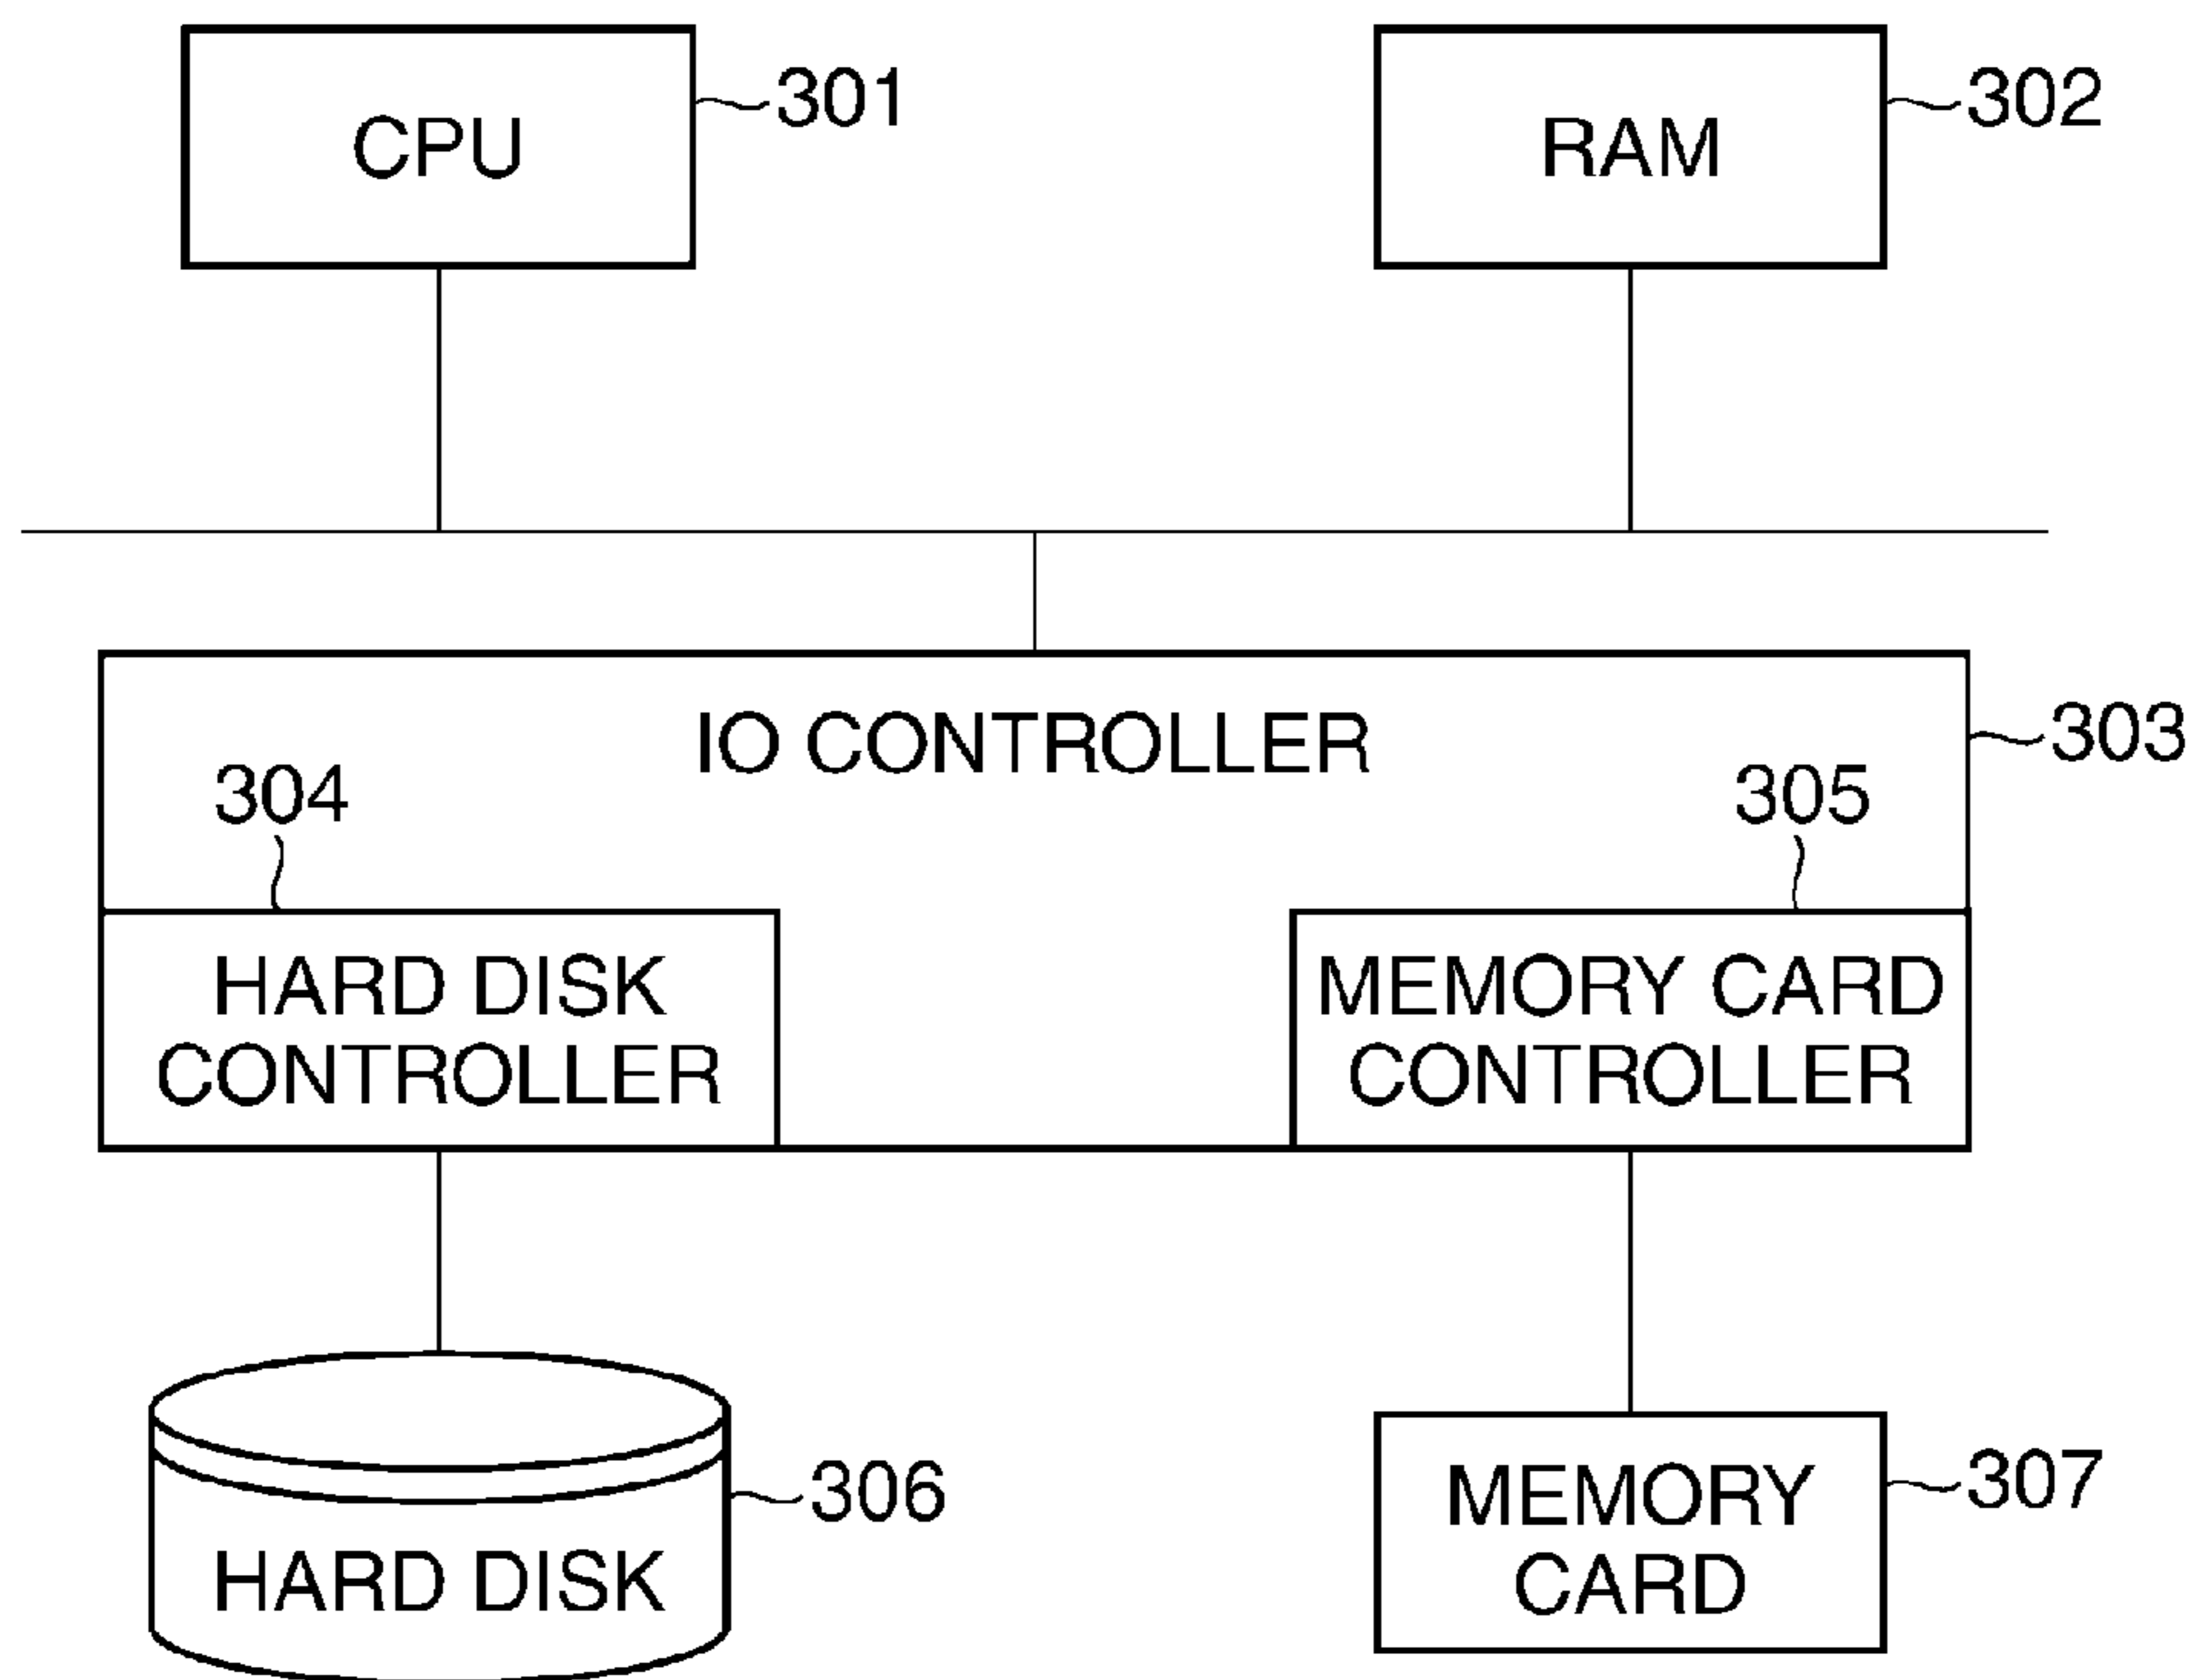 CPU
301
RAM
302
IO CONTROLLER
303
304
305
HARD DISK
CONTROLLER
MEMORY CARD
CONTROLLER
306
HARD DISK
MEMORY
CARD
307